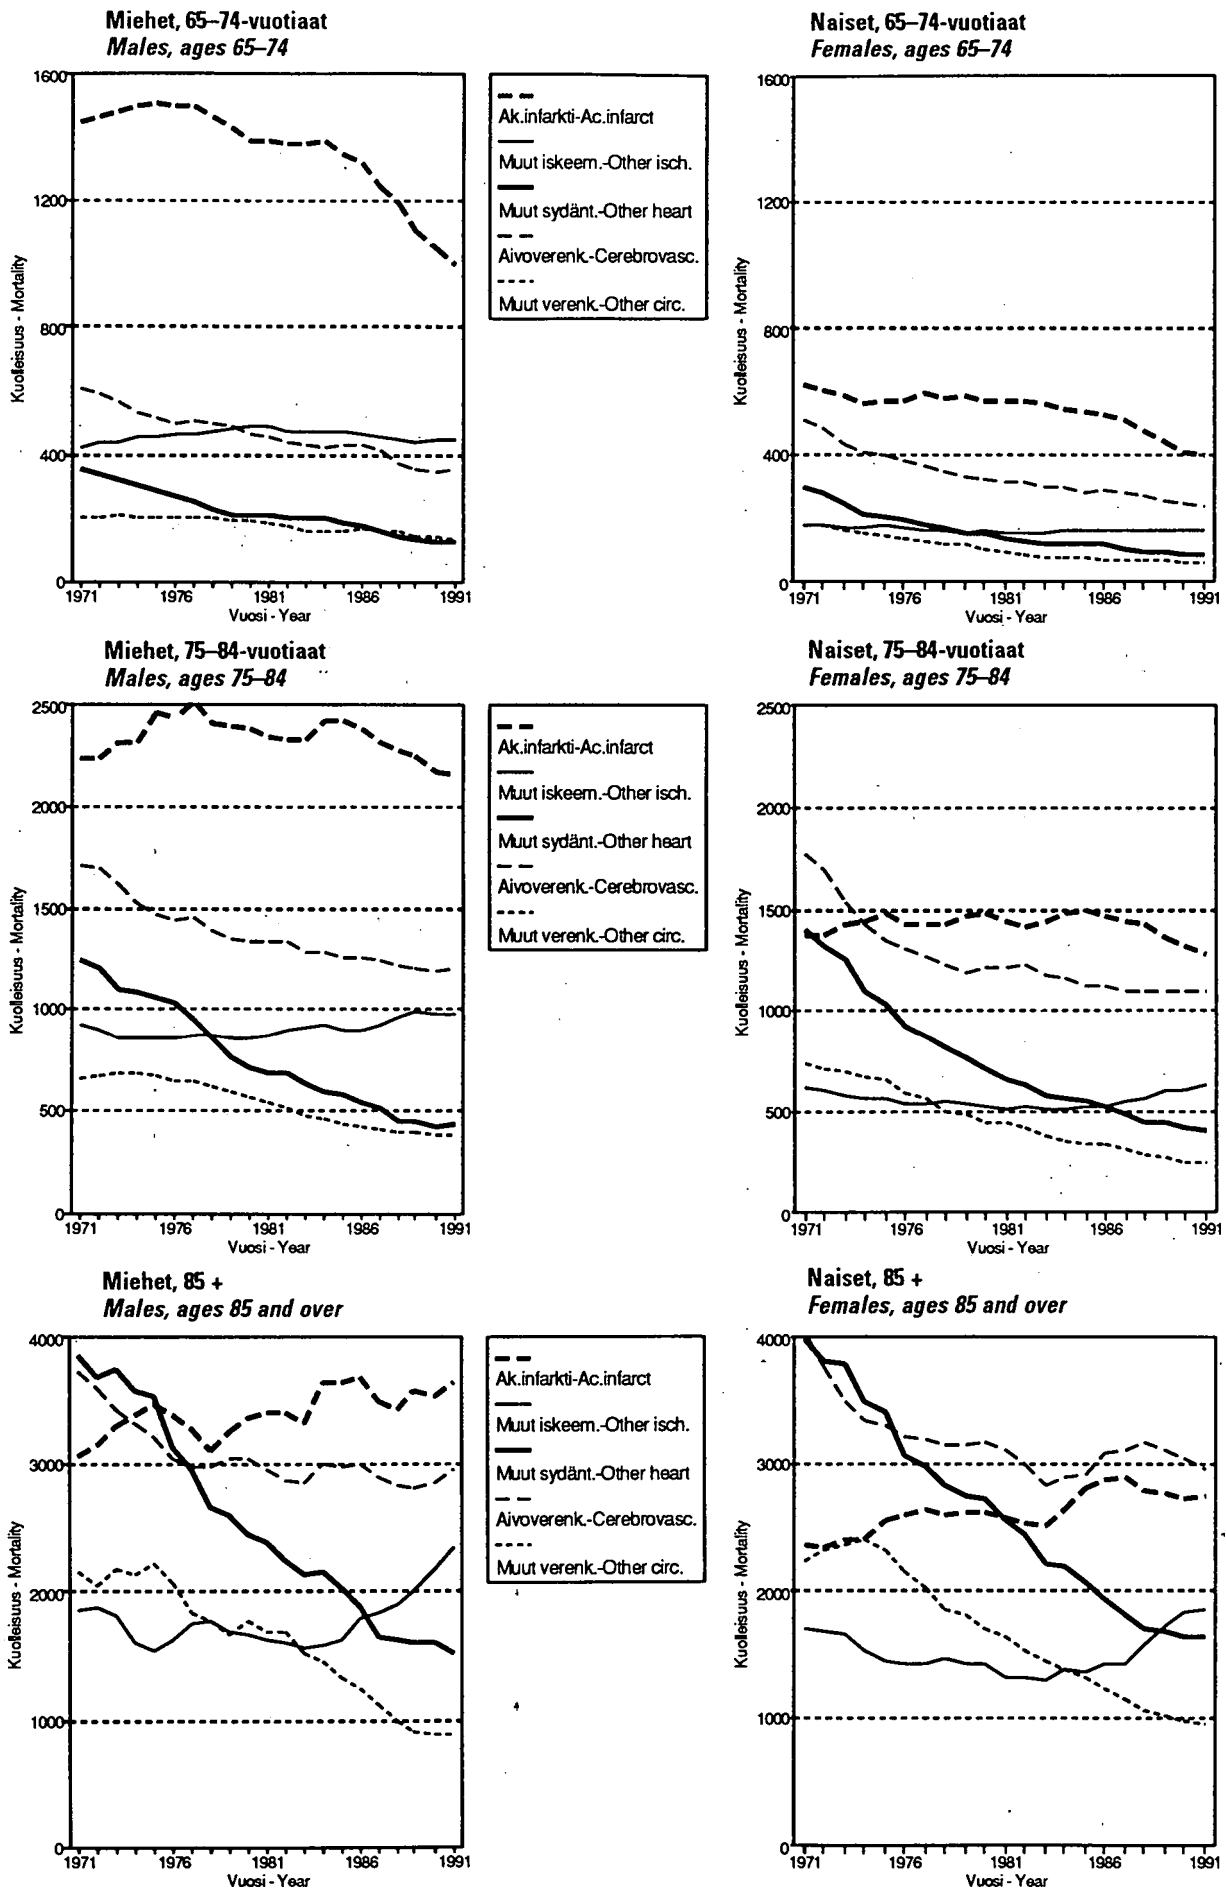 Miehet, 65–74-vuotiaat
Males, ages 65–74
Kuolleisuus - Mortality
1600
1200
800
400
0
1971 1976 1981 1986 1991
Vuosi - Year
Ak.infarkti-Ac.infarct
Muut iskeem.-Other isch.
Muut sydänt.-Other heart
Aivoverenk.-Cerebrovasc.
Muut verenk.-Other circ.
Naiset, 65–74-vuotiaat
Females, ages 65–74
Kuolleisuus - Mortality
1600
1200
800
400
0
1971 1976 1981 1986 1991
Vuosi - Year
Miehet, 75–84-vuotiaat
Males, ages 75–84
Kuolleisuus - Mortality
2500
2000
1500
1000
500
0
1971 1976 1981 1986 1991
Vuosi - Year
Ak.infarkti-Ac.infarct
Muut iskeem.-Other isch.
Muut sydänt.-Other heart
Aivoverenk.-Cerebrovasc.
Muut verenk.-Other circ.
Naiset, 75–84-vuotiaat
Females, ages 75–84
Kuolleisuus - Mortality
2500
2000
1500
1000
500
0
1971 1976 1981 1986 1991
Vuosi - Year
Miehet, 85 +
Males, ages 85 and over
Kuolleisuus - Mortality
4000
3000
2000
1000
0
1971 1976 1981 1986 1991
Vuosi - Year
Ak.infarkti-Ac.infarct
Muut iskeem.-Other isch.
Muut sydänt.-Other heart
Aivoverenk.-Cerebrovasc.
Muut verenk.-Other circ.
Naiset, 85 +
Females, ages 85 and over
Kuolleisuus - Mortality
4000
3000
2000
1000
0
1971 1976 1981 1986 1991
Vuosi - Year